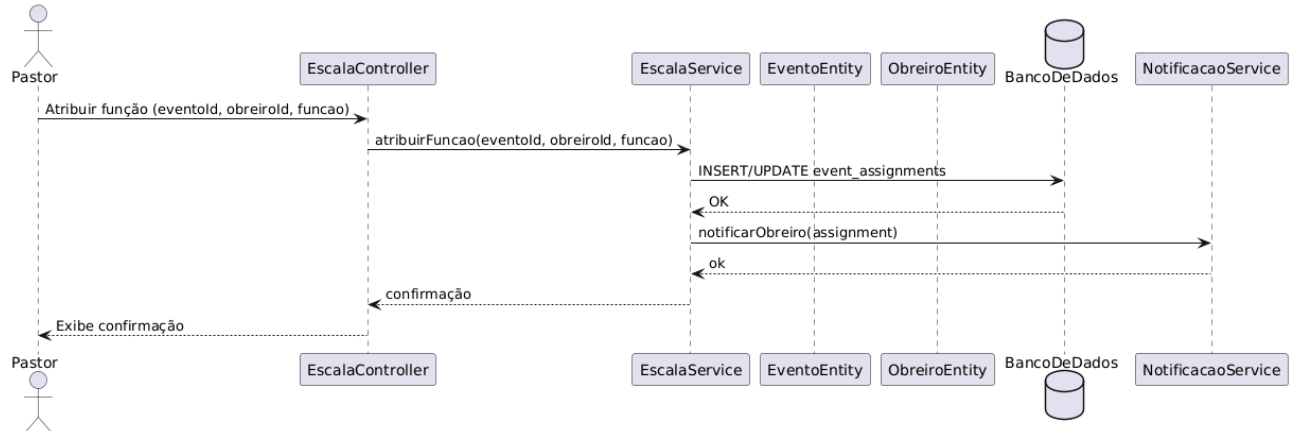 Pastor
EscalaController
EscalaService
EventoEntity
ObreiroEntity
BancoDeDados
NotificacaoService
Atribuir função (eventoId, obreiroId, funcao)
atribuirFuncao(eventoId, obreiroId, funcao)
INSERT/UPDATE event_assignments
OK
notificarObreiro(assignment)
ok
confirmação
Exibe confirmação
Pastor
EscalaController
EscalaService
EventoEntity
ObreiroEntity
BancoDeDados
NotificacaoService